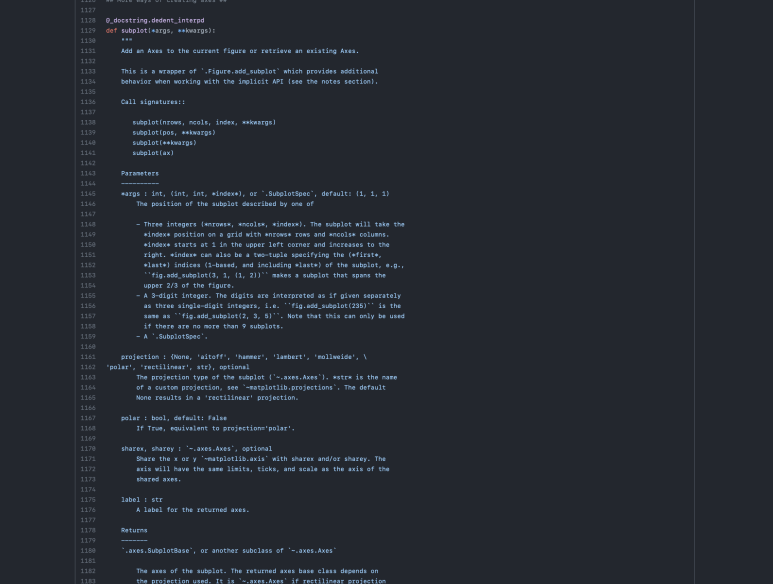 1126 ## More ways of creating axes ##
1127
1128 @_docstring.dedent_interpd
1129 def subplot(*args, **kwargs):
1130 """
1131 Add an Axes to the current figure or retrieve an existing Axes.
1132
1133 This is a wrapper of `.Figure.add_subplot` which provides additional
1134 behavior when working with the implicit API (see the notes section).
1135
1136 Call signatures::
1137
1138 subplot(nrows, ncols, index, **kwargs)
1139 subplot(pos, **kwargs)
1140 subplot(**kwargs)
1141 subplot(ax)
1142
1143 Parameters
1144 ----------
1145 *args : int, (int, int, *index*), or `.SubplotSpec`, default: (1, 1, 1)
1146 The position of the subplot described by one of
1147
1148 - Three integers (*nrows*, *ncols*, *index*). The subplot will take the
1149 *index* position on a grid with *nrows* rows and *ncols* columns.
1150 *index* starts at 1 in the upper left corner and increases to the
1151 right. *index* can also be a two-tuple specifying the (*first*,
1152 *last*) indices (1-based, and including *last*) of the subplot, e.g.,
1153 ``fig.add_subplot(3, 1, (1, 2))`` makes a subplot that spans the
1154 upper 2/3 of the figure.
1155 - A 3-digit integer. The digits are interpreted as if given separately
1156 as three single-digit integers, i.e. ``fig.add_subplot(235)`` is the
1157 same as ``fig.add_subplot(2, 3, 5)``. Note that this can only be used
1158 if there are no more than 9 subplots.
1159 - A `.SubplotSpec`.
1160
1161 projection : {None, 'aitoff', 'hammer', 'lambert', 'mollweide', \
1162 'polar', 'rectilinear', str}, optional
1163 The projection type of the subplot (`~.axes.Axes`). *str* is the name
1164 of a custom projection, see `~matplotlib.projections`. The default
1165 None results in a 'rectilinear' projection.
1166
1167 polar : bool, default: False
1168 If True, equivalent to projection='polar'.
1169
1170 sharex, sharey : `~.axes.Axes`, optional
1171 Share the x or y `~matplotlib.axis` with sharex and/or sharey. The
1172 axis will have the same limits, ticks, and scale as the axis of the
1173 shared axes.
1174
1175 label : str
1176 A label for the returned axes.
1177
1178 Returns
1179 -------
1180 `.axes.SubplotBase`, or another subclass of `~.axes.Axes`
1181
1182 The axes of the subplot. The returned axes base class depends on
1183 the projection used. It is `~.axes.Axes` if rectilinear projection